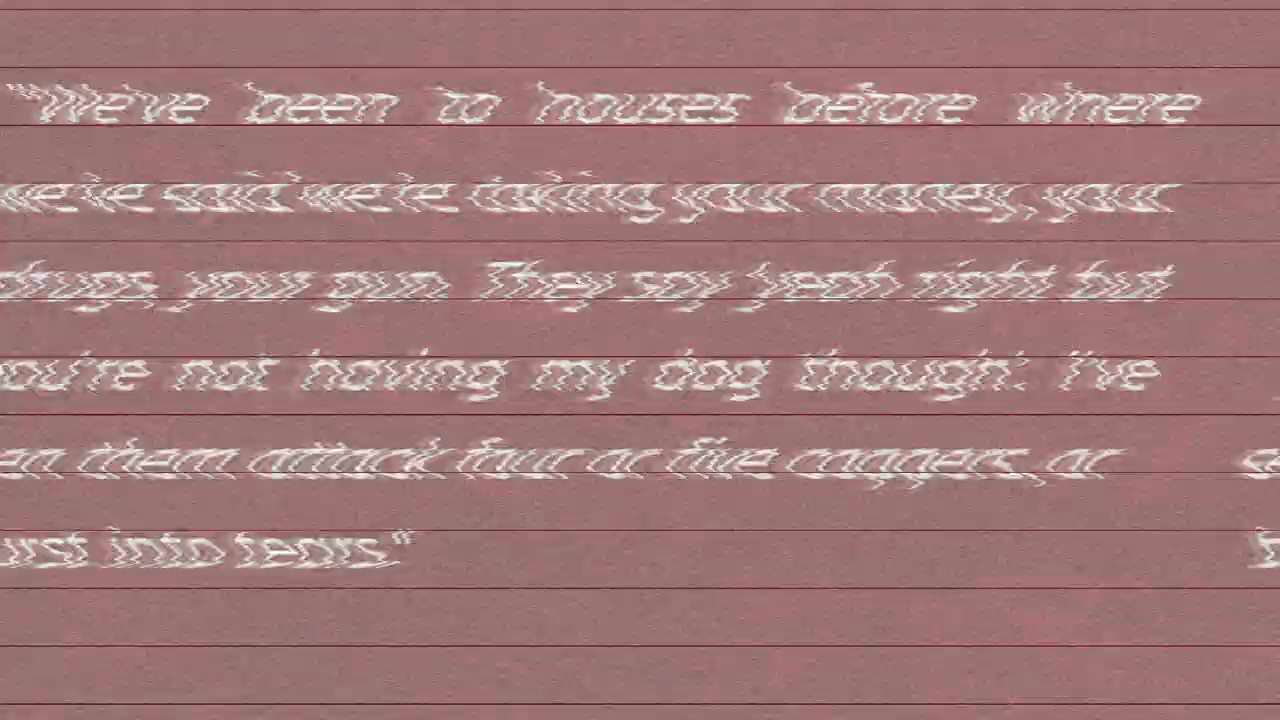 "We've been to houses before where
we've said 'we're taking your money, your
drugs, your gun. They say 'yeah right but
you're not having my dog though'. I've
seen them attack four or five coggers, or
burst into tears"